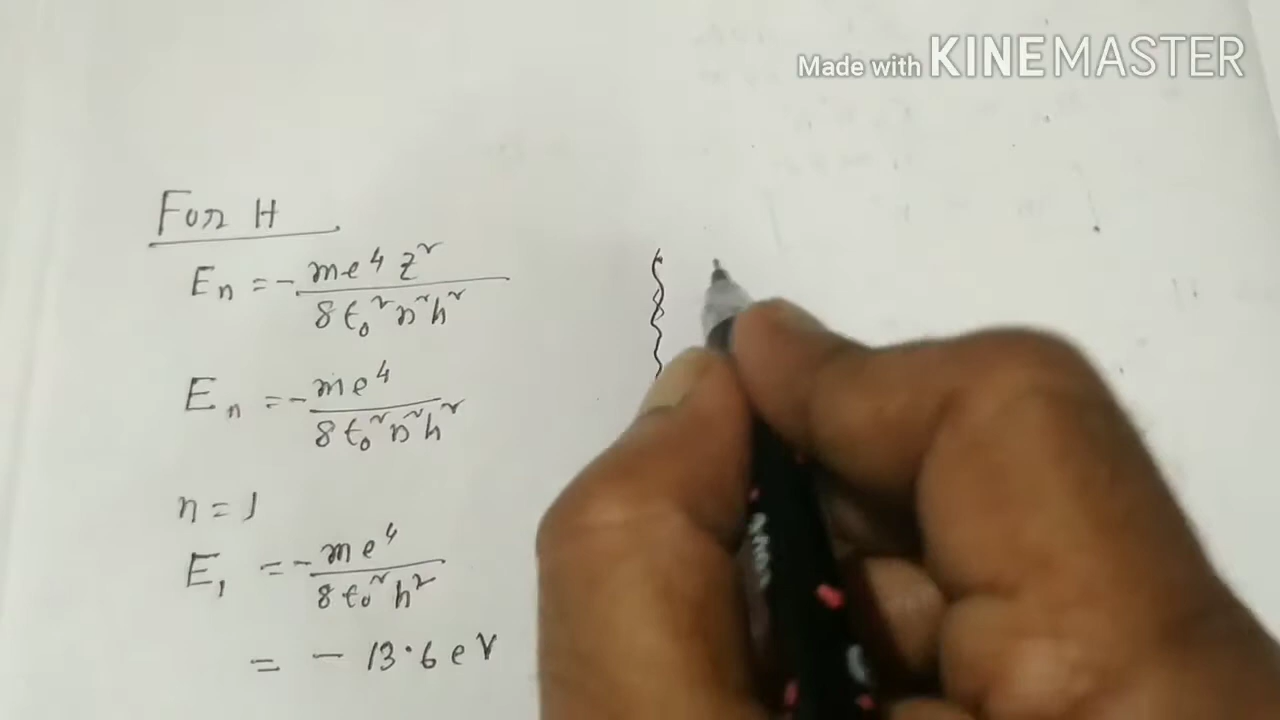 Made with KINEMASTER
For H
En = - me⁴ z² / 8 ε₀² n² h²
En = - me⁴ / 8 ε₀² n² h²
n = 1
E₁ = - me⁴ / 8 ε₀² h²
= - 13.6 eV